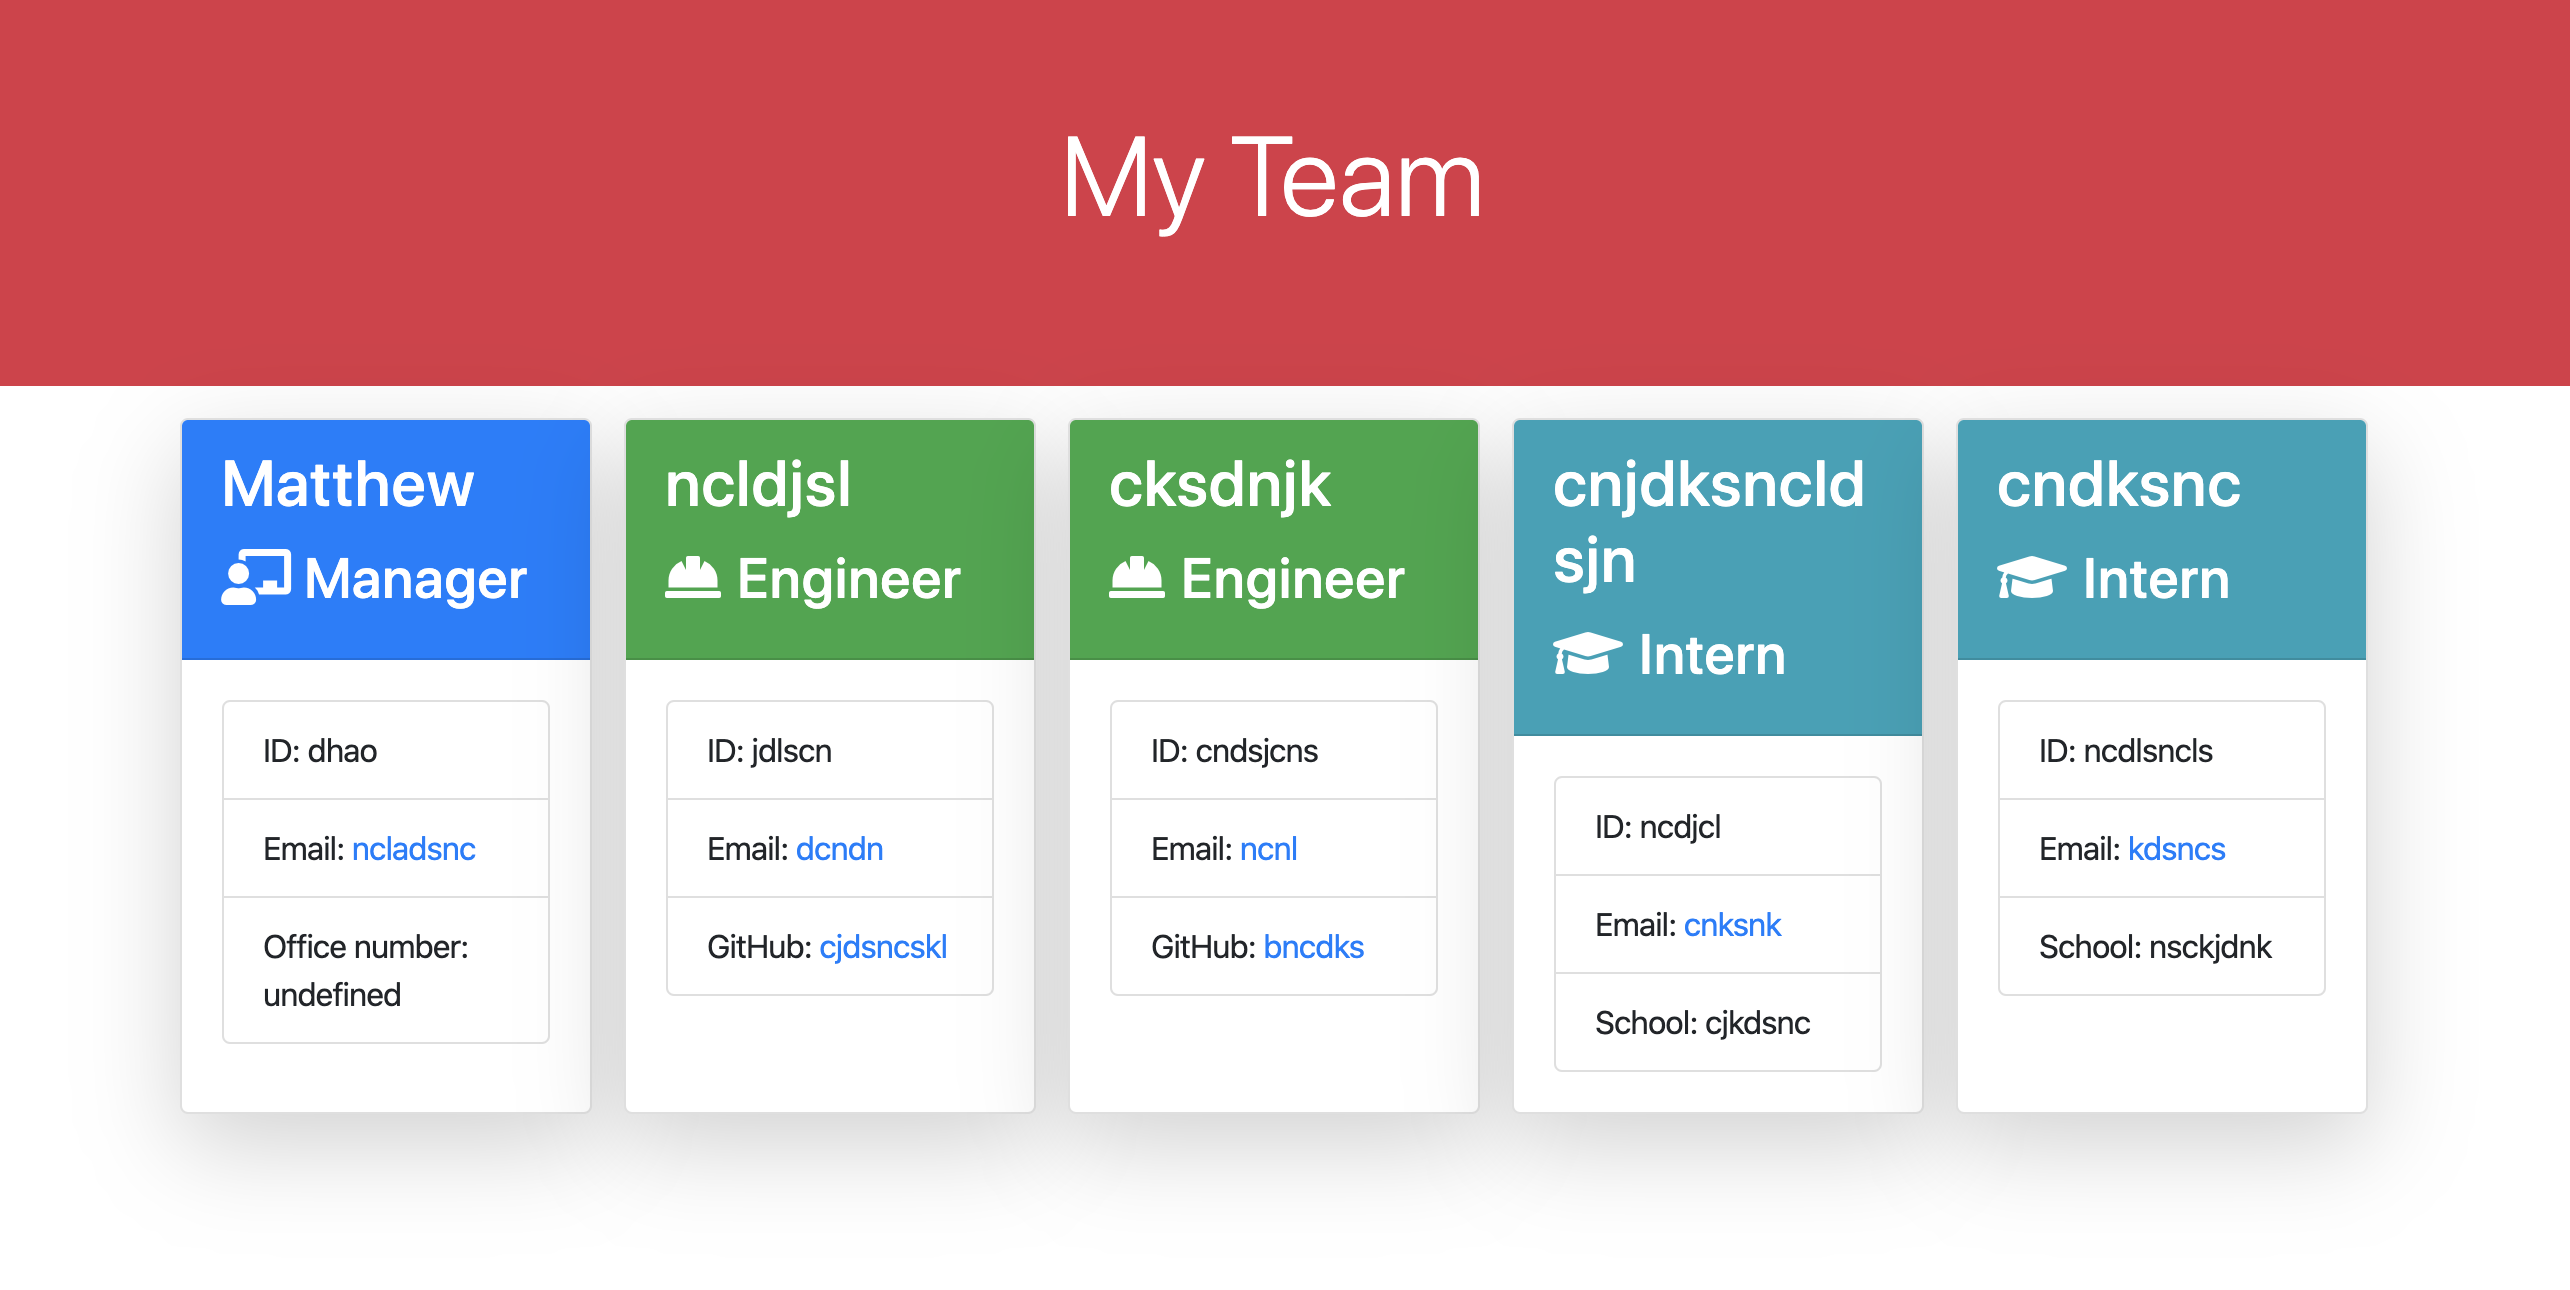 My Team
Matthew
Manager
ID: dhao
Email: ncladsnc
Office number:
undefined
ncldjsl
Engineer
ID: jdlscn
Email: dcndn
GitHub: cjdsncskl
cksdnjk
Engineer
ID: cndsjcns
Email: ncnl
GitHub: bncdks
cnjdksncld
sjn
Intern
ID: ncdjcl
Email: cnksnk
School: cjkdsnc
cndksnc
Intern
ID: ncdlsncls
Email: kdsncs
School: nsckjdnk